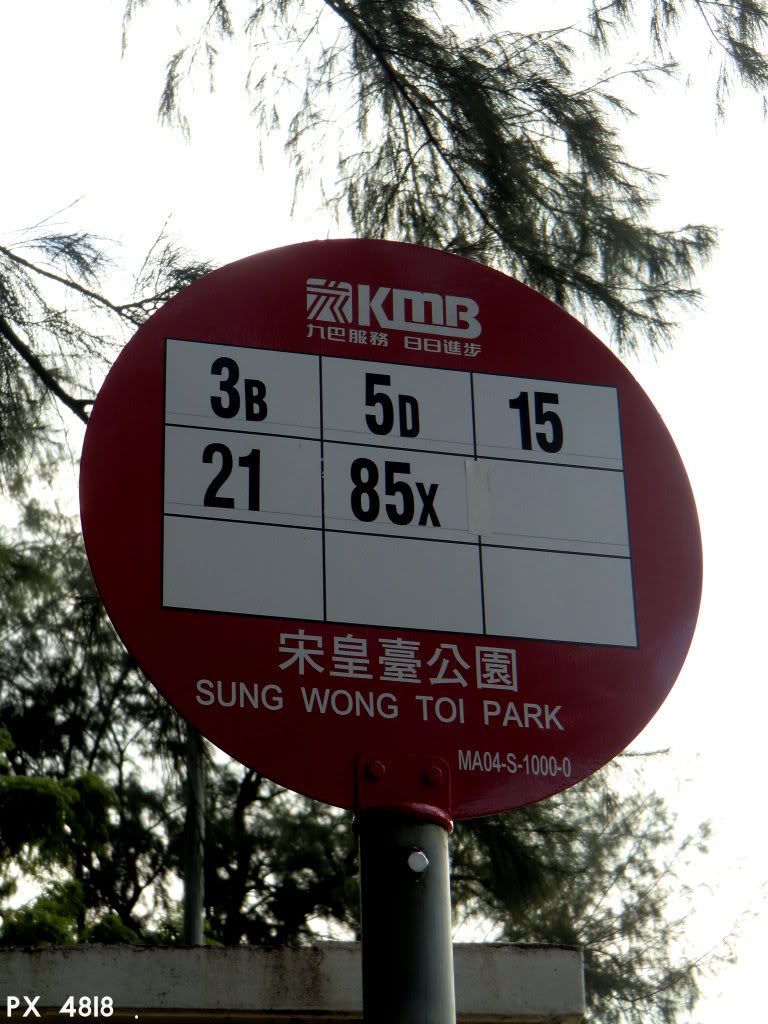 KMB
九巴服務 日日進步
3B 5D 15
21 85X
宋皇臺公園
SUNG WONG TOI PARK
MA04-S-1000-0
PX 4818 .